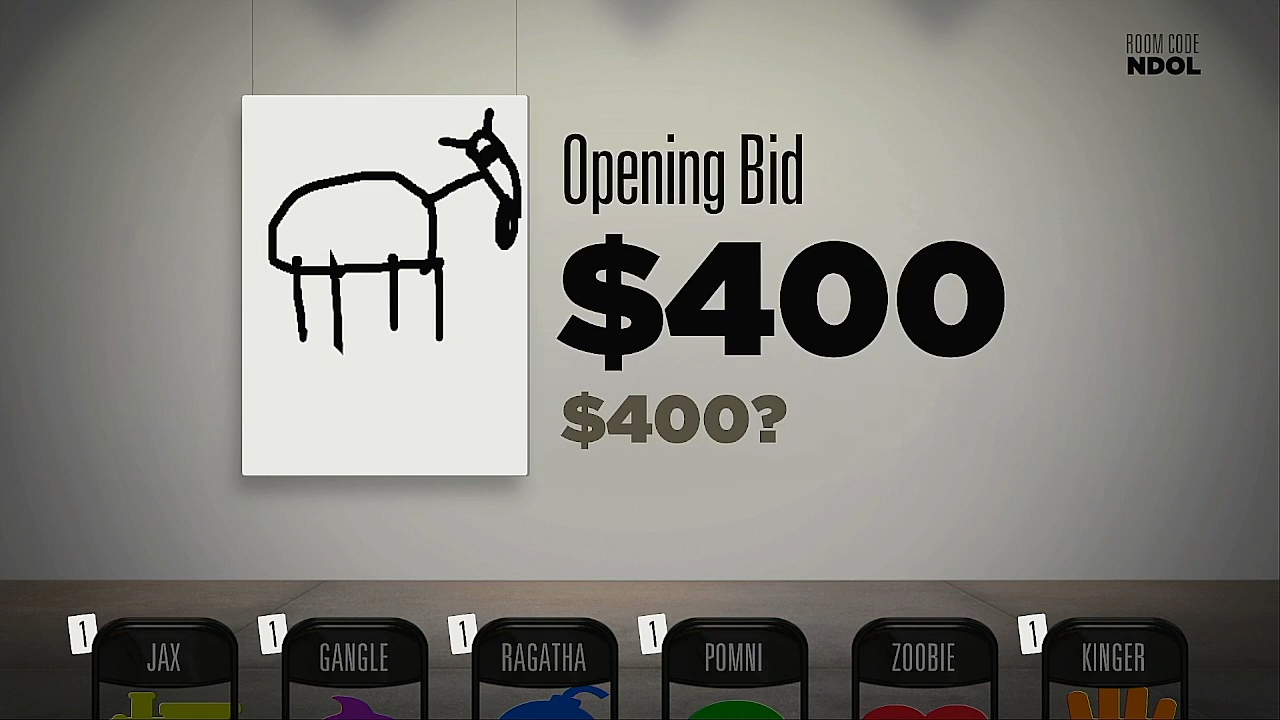 ROOM CODE
NDOL
Opening Bid
$400
$400?
1 1 1 1 1
JAX GANGLE RAGATHA POMNI ZOOBIE KINGER